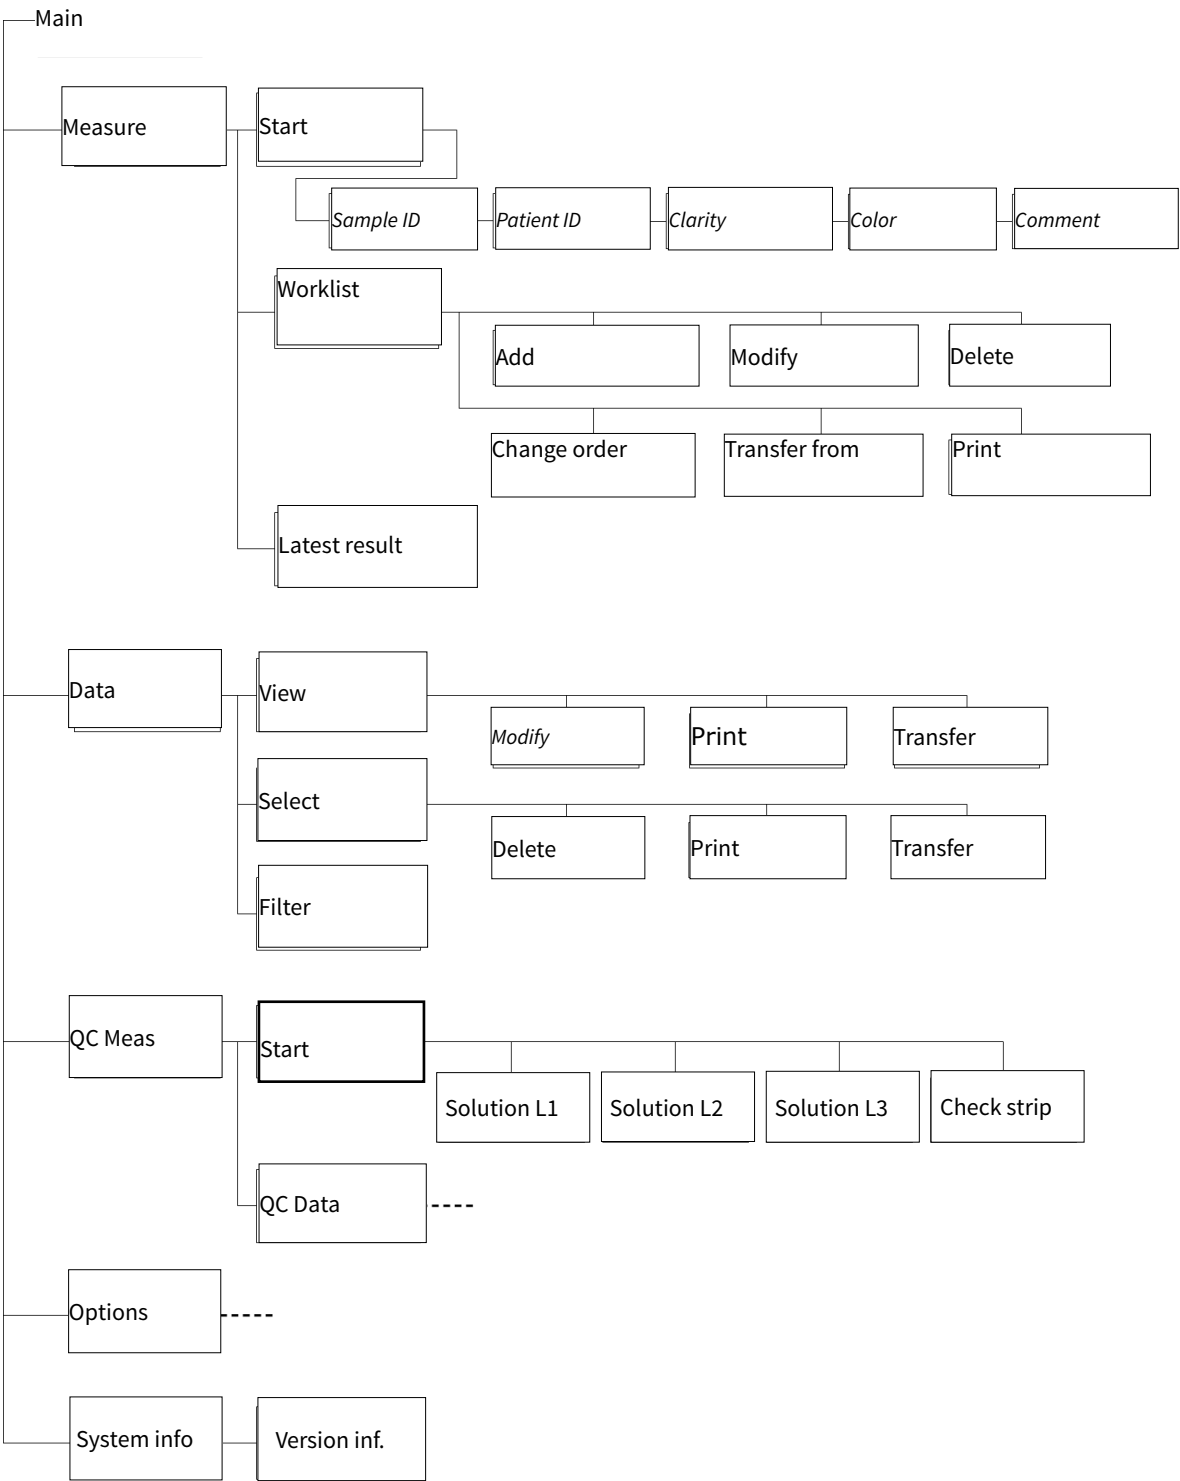 Main
Measure
Start
Sample ID
Patient ID
Clarity
Color
Comment
Worklist
Add
Modify
Delete
Change order
Transfer from
Print
Latest result
Data
View
Modify
Print
Transfer
Select
Delete
Print
Transfer
Filter
QC Meas
Start
Solution L1
Solution L2
Solution L3
Check strip
QC Data
Options
System info
Version inf.